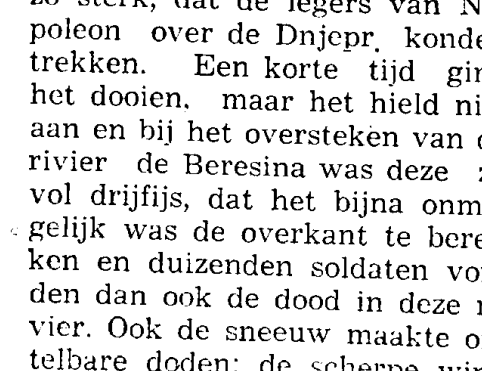 zo sterk, dat de legers van N
poleon over de Dnjepr. konde
trekken. Een korte tijd gin
het dooien. maar het hield ni
aan en bij het oversteken van d
rivier de Beresina was deze z
vol drijfijs, dat het bijna onm
gelijk was de overkant te bere
ken en duizenden soldaten vo
den dan ook de dood in deze r
vier. Ook de sneeuw maakte o
telbare doden: de scherpe win